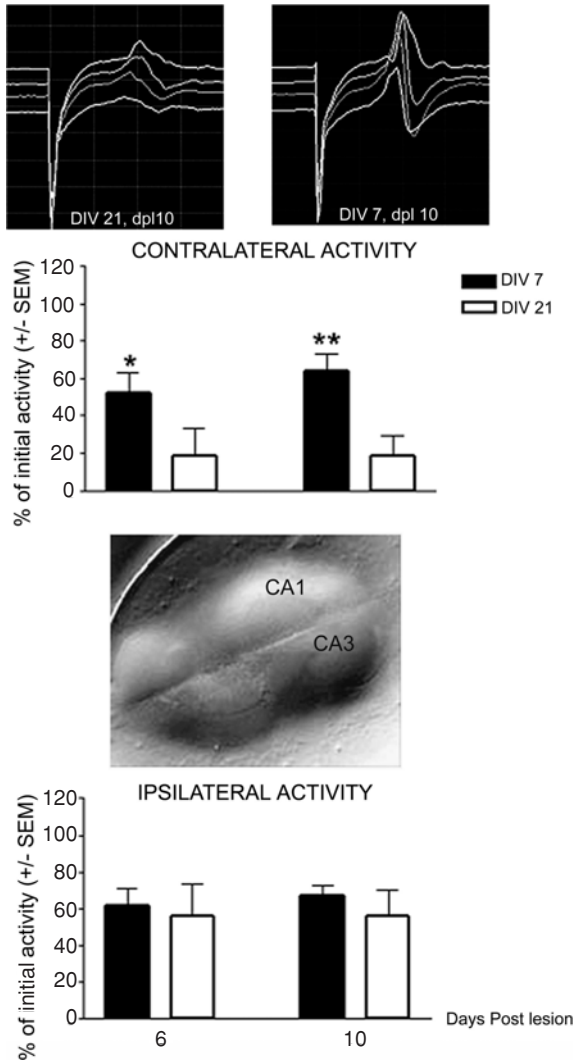 DIV 21, dpl10
DIV 7, dpl 10
CONTRALATERAL ACTIVITY
% of initial activity (+/- SEM)
120
100
80
60
40
20
0
*
**
DIV 7
DIV 21
CA1
CA3
IPSILATERAL ACTIVITY
% of initial activity (+/- SEM)
120
100
80
60
40
20
0
6
10
Days Post lesion